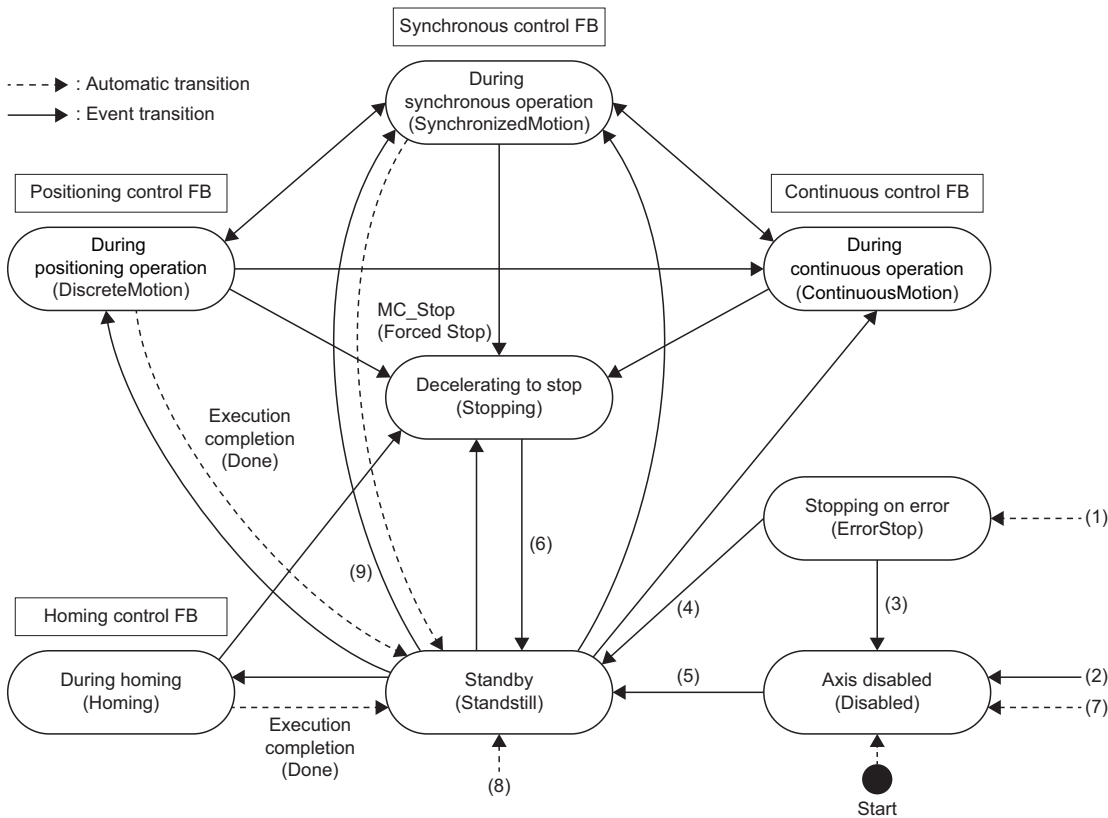 Synchronous control FB
: Automatic transition
: Event transition
During
synchronous operation
(SynchronizedMotion)
Positioning control FB
Continuous control FB
During
positioning operation
(DiscreteMotion)
During
continuous operation
(ContinuousMotion)
MC_Stop
(Forced Stop)
Decelerating to stop
(Stopping)
Execution
completion
(Done)
Stopping on error
(ErrorStop)
(1)
(6)
(9)
(4)
(3)
Homing control FB
During homing
(Homing)
Standby
(Standstill)
(5)
Axis disabled
(Disabled)
(2)
(7)
Execution
completion
(Done)
(8)
Start